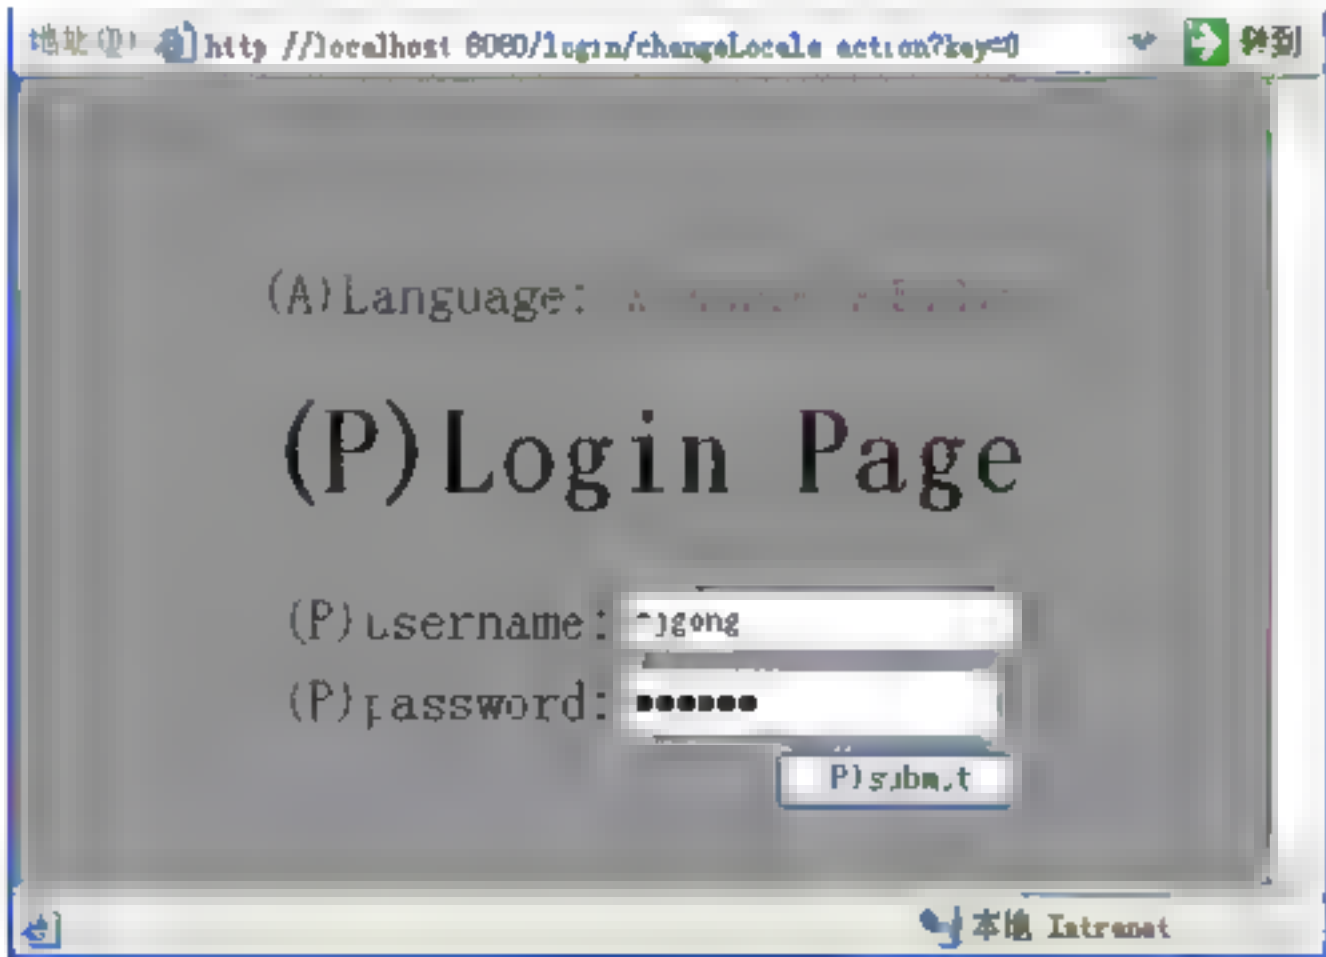 地址(D) http://localhost:8080/login/changeLocale.action?key=0 转到
(A)Language:
(P)Login Page
(P)username:
(P)password: ●●●●●●
(P)submit
本地 Intranet